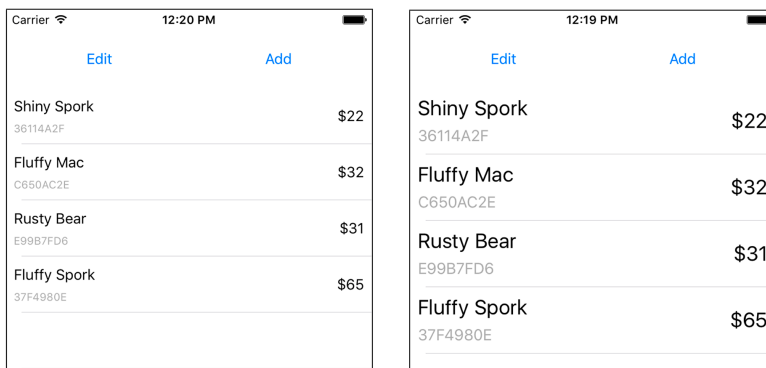 Carrier 12:20 PM
Edit Add
Shiny Spork
36114A2F
$22
Fluffy Mac
C650AC2E
$32
Rusty Bear
E99B7FD6
$31
Fluffy Spork
37F4980E
$65
Carrier 12:19 PM
Edit Add
Shiny Spork
36114A2F
$22
Fluffy Mac
C650AC2E
$32
Rusty Bear
E99B7FD6
$31
Fluffy Spork
37F4980E
$65